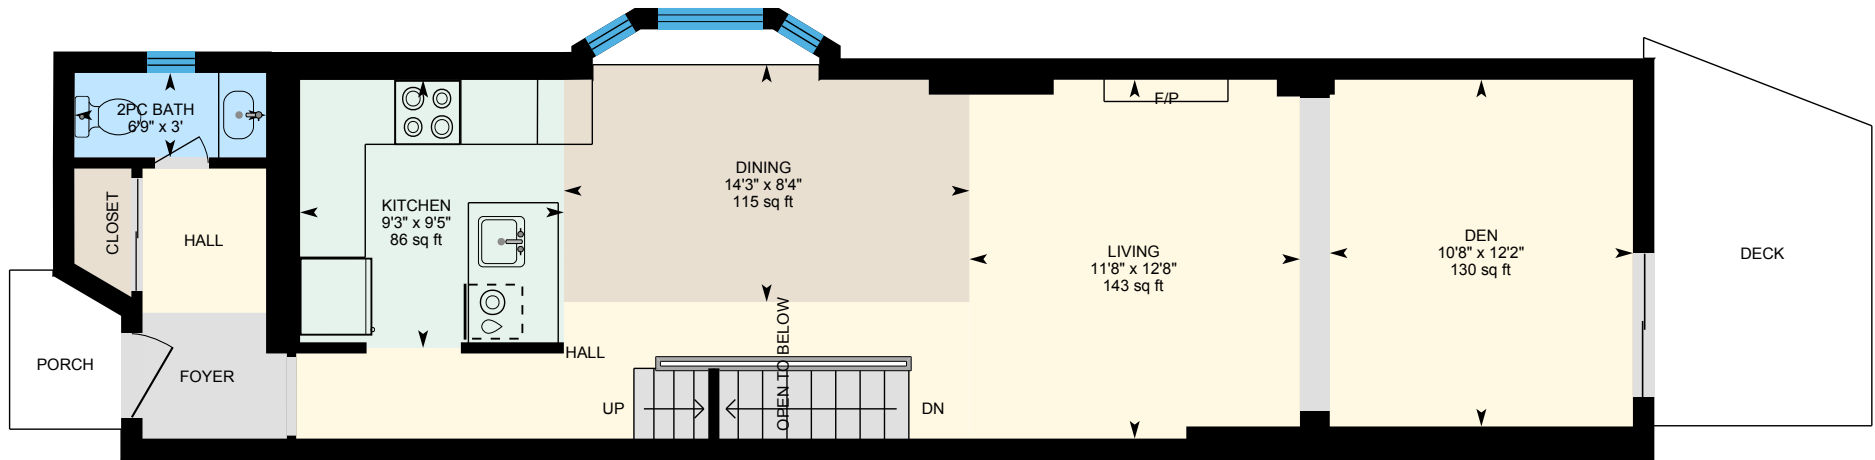 2PC BATH
6'9" x 3'
CLOSET
HALL
PORCH
FOYER
KITCHEN
9'3" x 9'5"
86 sq ft
HALL
UP
DINING
14'3" x 8'4"
115 sq ft
OPEN TO BELOW
DN
F/P
LIVING
11'8" x 12'8"
143 sq ft
DEN
10'8" x 12'2"
130 sq ft
DECK